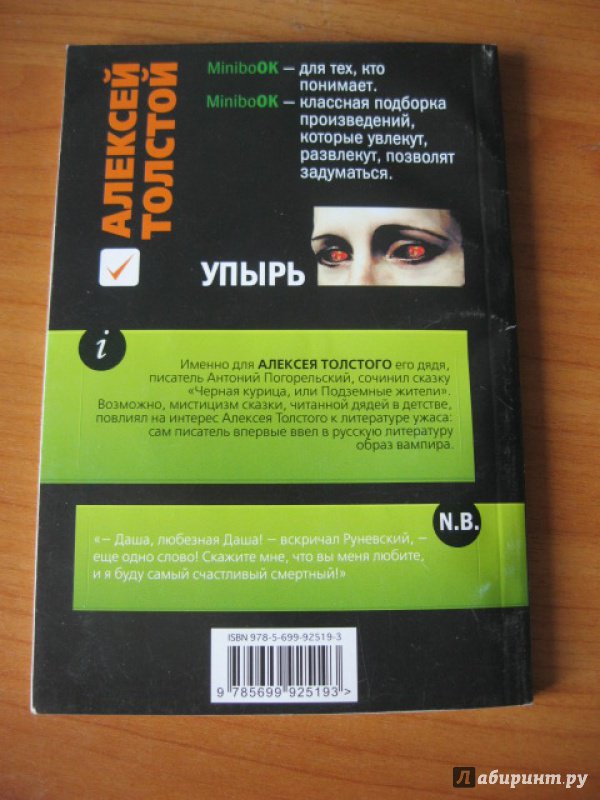 АЛЕКСЕЙ
ТОЛСТОЙ
MiniboOK – для тех, кто
понимает.
MiniboOK – классная подборка
произведений,
которые увлекут,
развлекут, позволят
задуматься.
УПЫРЬ
i
Именно для АЛЕКСЕЯ ТОЛСТОГО его дядя,
писатель Антоний Погорельский, сочинил сказку
«Черная курица, или Подземные жители».
Возможно, мистицизм сказки, читанной дядей в детстве,
повлиял на интерес Алексея Толстого к литературе ужаса:
сам писатель впервые ввел в русскую литературу
образ вампира.
N.B.
«– Даша, любезная Даша! – вскричал Руневский, –
еще одно слово! Скажите мне, что вы меня любите,
и я буду самый счастливый смертный!»
ISBN 978-5-699-92519-3
9 785699 925193 >
Лабиринт.ру